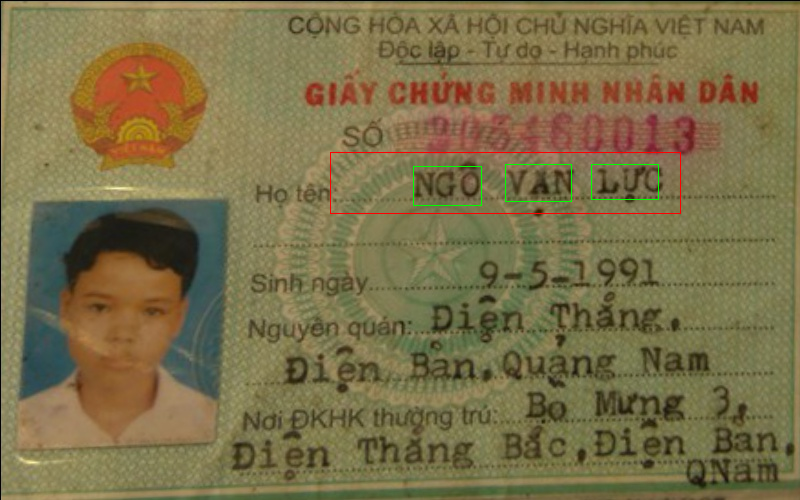 CỘNG HÒA XÃ HỘI CHỦ NGHĨA VIỆT NAM
Độc lập - Tự do - Hạnh phúc
GIẤY CHỨNG MINH NHÂN DÂN
SỐ 205460013
Họ tên: NGÔ VẠN LỰC
Sinh ngày 9-5-1991
Nguyên quán: Điện Thắng,
Điện Bàn, Quảng Nam
Nơi ĐKHK thường trú: Bồ Mưng 3,
Điện Thắng Bắc, Điện Bàn,
QNam